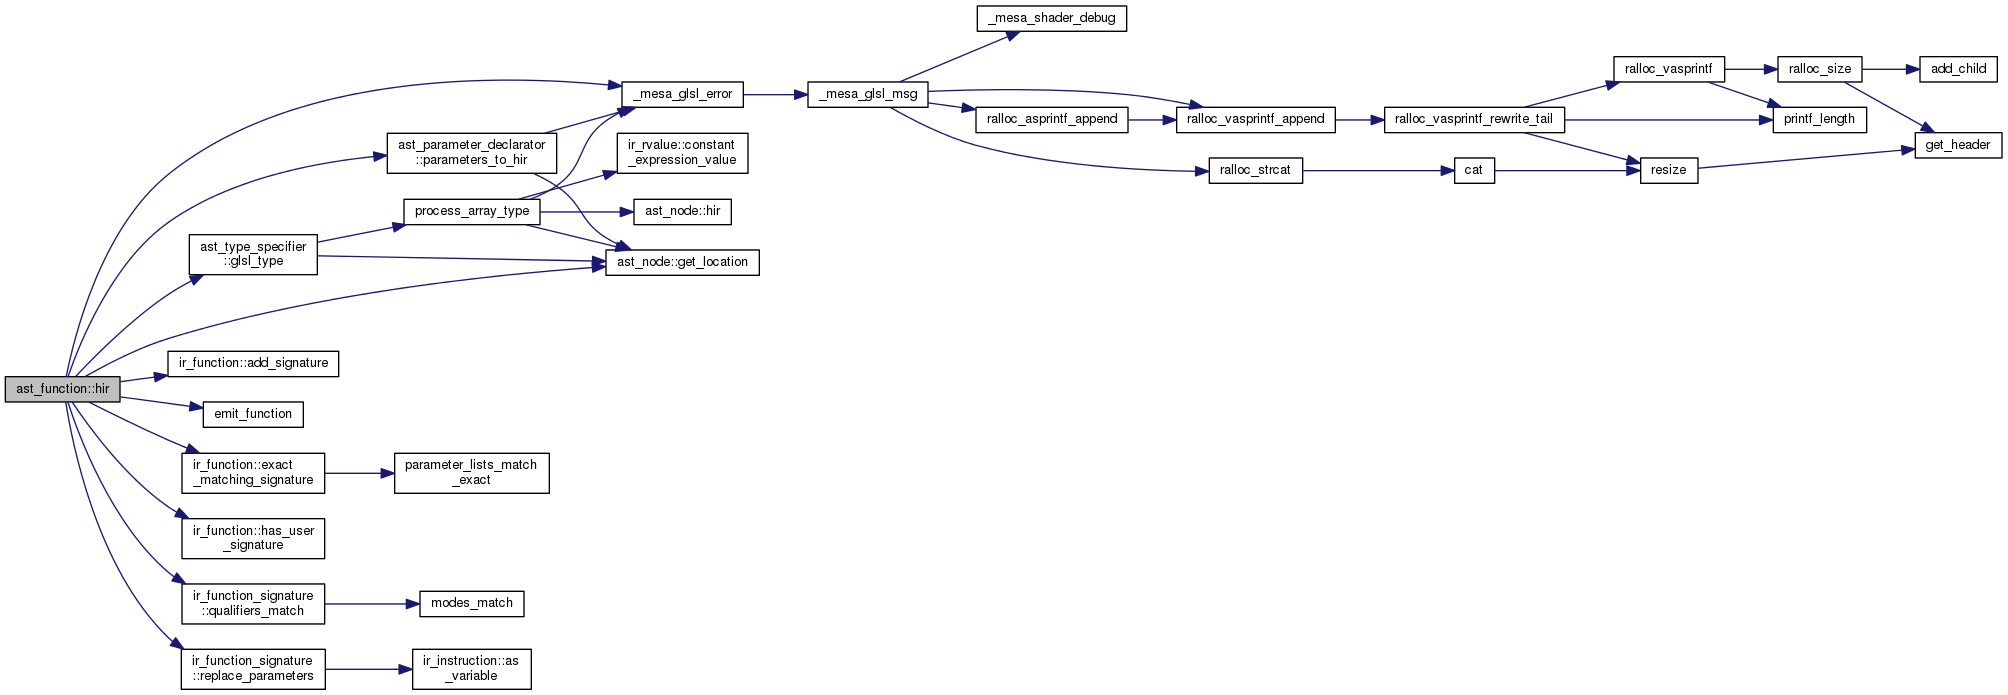 _mesa_shader_debug
ralloc_vasprintf
ralloc_size
add_child
_mesa_glsl_error
_mesa_glsl_msg
ralloc_asprintf_append
ralloc_vasprintf_append
ralloc_vasprintf_rewrite_tail
printf_length
get_header
ast_parameter_declarator
::parameters_to_hir
ir_rvalue::constant
_expression_value
ralloc_strcat
cat
resize
process_array_type
ast_node::hir
ast_type_specifier
::glsl_type
ast_node::get_location
ir_function::add_signature
ast_function::hir
emit_function
ir_function::exact
_matching_signature
parameter_lists_match
_exact
ir_function::has_user
_signature
ir_function_signature
::qualifiers_match
modes_match
ir_function_signature
::replace_parameters
ir_instruction::as
_variable